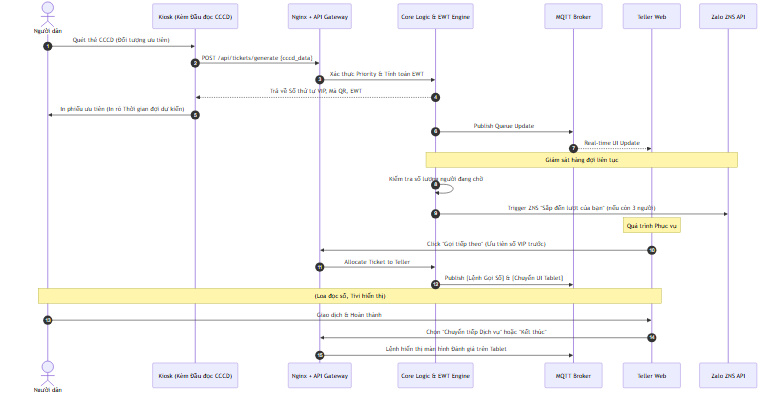 Kiosk (Kèm Đầu đọc CCCD)
Nginx + API Gateway
Core Logic & EWT Engine
MQTT Broker
Teller Web
Zalo ZNS API
Người dân
1
Quét thẻ CCCD (Đối tượng ưu tiên)
2
POST /api/tickets/generate {cccd_data}
3
Xác thực Priority & Tính toán EWT
4
Trả về Số thứ tự VIP, Mã QR, EWT
5
In phiếu ưu tiên (In rõ Thời gian đợi dự kiến)
6
Publish Queue Update
7
Real-time UI Update
Giám sát hàng đợi liên tục
8
Kiểm tra số lượng người đang chờ
9
Trigger ZNS "Sắp đến lượt của bạn" (nếu còn 3 người)
Quá trình Phục vụ
10
Click "Gọi tiếp theo" (Ưu tiên số VIP trước)
11
Allocate Ticket to Teller
12
Publish [Lệnh Gọi Số] & [Chuyển UI Tablet]
(Loa đọc số, Tivi hiển thị)
13
Giao dịch & Hoàn thành
14
Chọn "Chuyển tiếp Dịch vụ" hoặc "Kết thúc"
15
Lệnh hiển thị màn hình Đánh giá trên Tablet
Người dân
Kiosk (Kèm Đầu đọc CCCD)
Nginx + API Gateway
Core Logic & EWT Engine
MQTT Broker
Teller Web
Zalo ZNS API